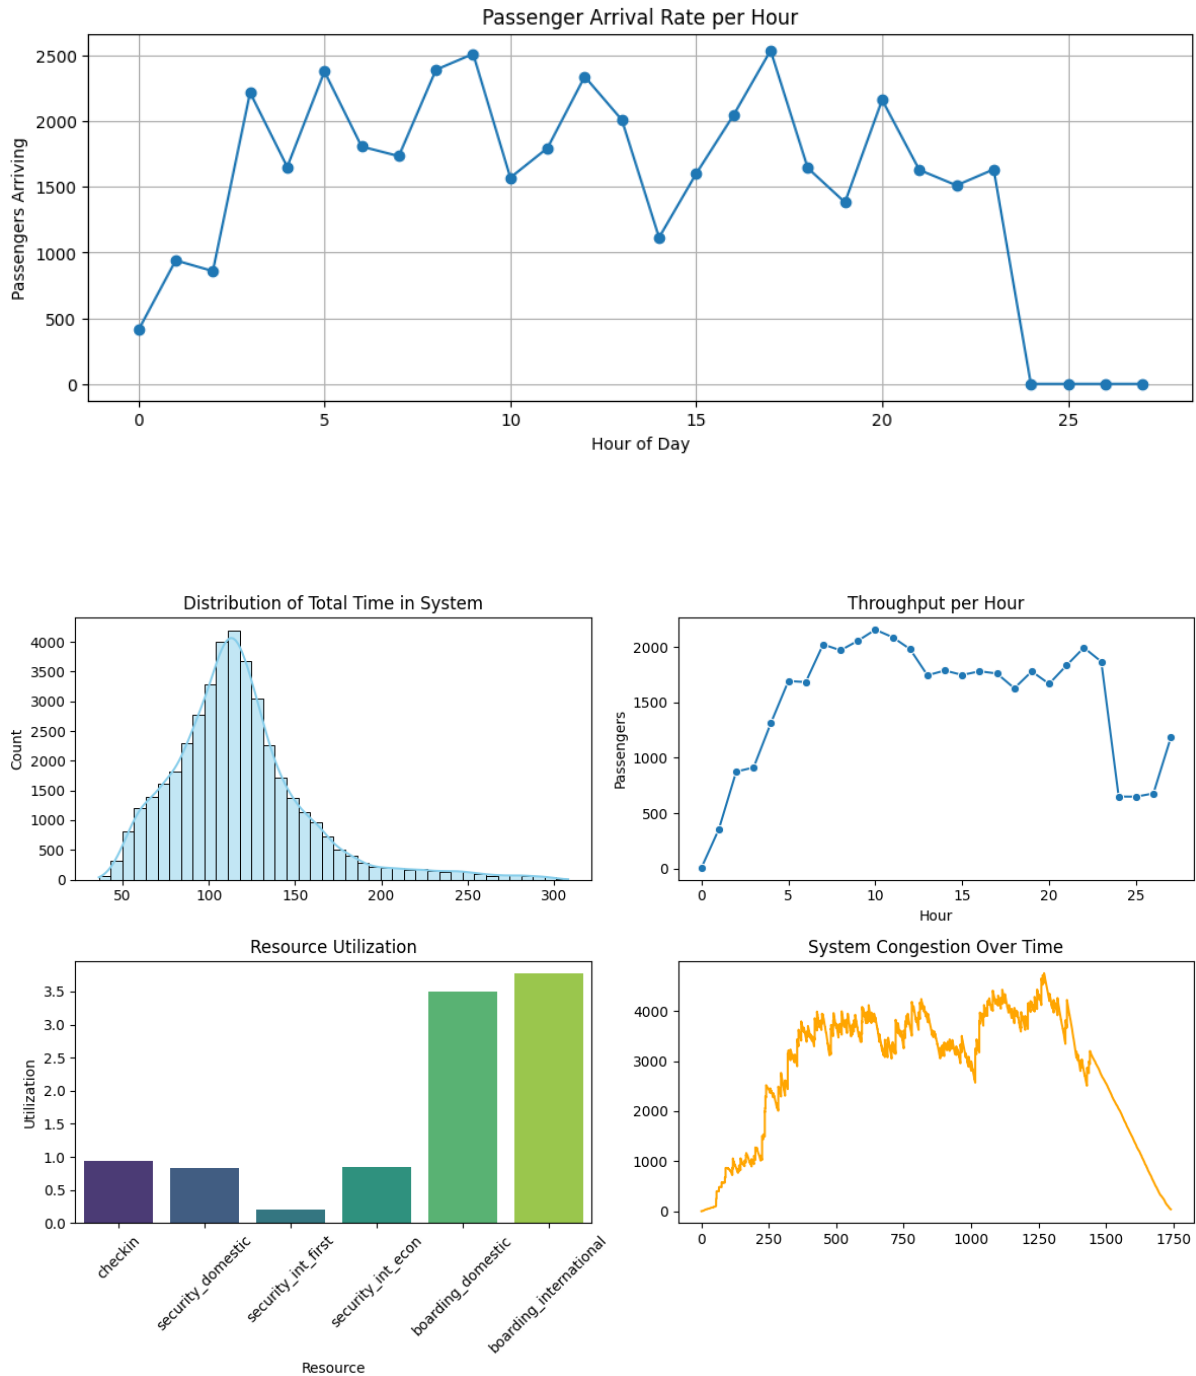 Passenger Arrival Rate per Hour
Passengers Arriving
2500
2000
1500
1000
500
0
0 5 10 15 20 25
Hour of Day
Distribution of Total Time in System
Count
4000
3500
3000
2500
2000
1500
1000
500
0
50 100 150 200 250 300
Throughput per Hour
Passengers
2000
1500
1000
500
0
0 5 10 15 20 25
Hour
Resource Utilization
Utilization
3.5
3.0
2.5
2.0
1.5
1.0
0.5
0.0
checkin
security_domestic
security_int_first
security_int_econ
boarding_domestic
boarding_international
Resource
System Congestion Over Time
4000
3000
2000
1000
0
0 250 500 750 1000 1250 1500 1750